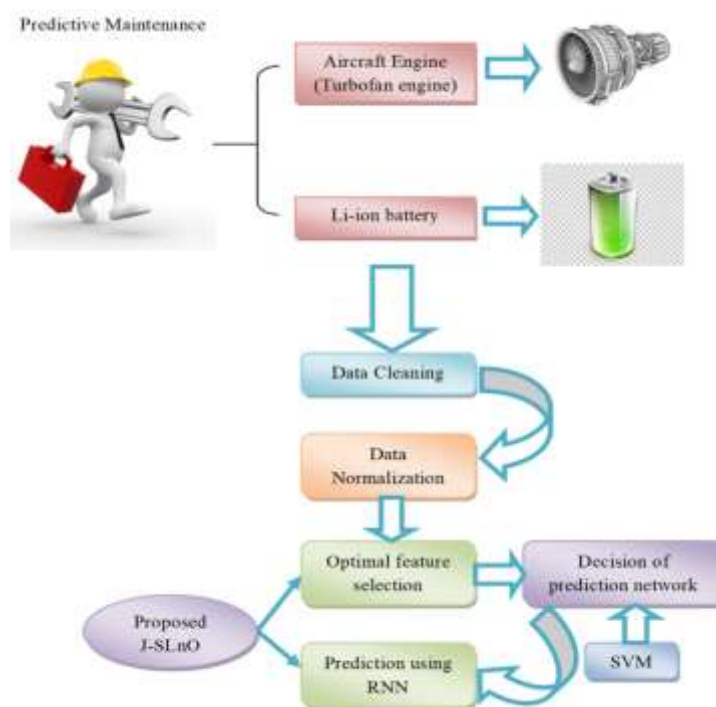 Predictive Maintenance
Aircraft Engine
(Turbofan engine)
Li-ion battery
Data Cleaning
Data
Normalization
Optimal feature
selection
Decision of
prediction network
Proposed
J-SLnO
Prediction using
RNN
SVM